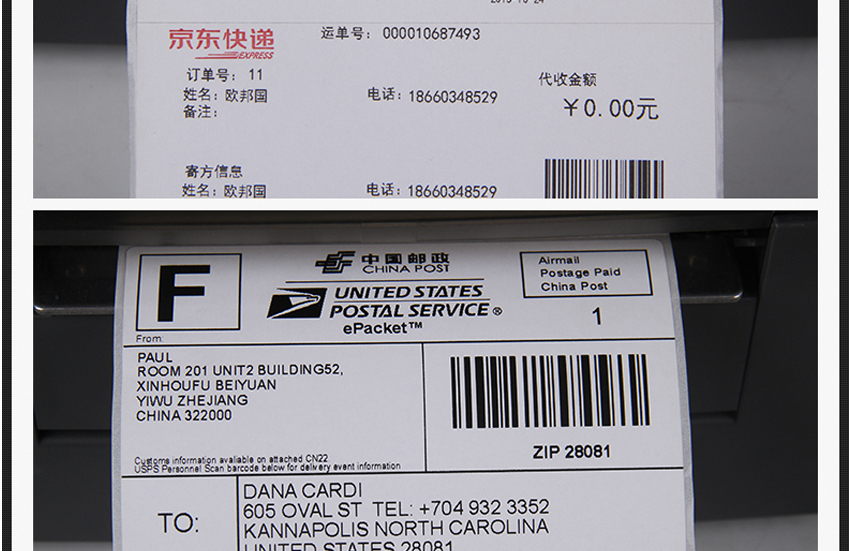 京东快递
EXPRESS
运单号: 000010687493
订单号: 11
姓名: 欧邦国
电话: 18660348529
备注:
代收金额
¥0.00元
寄方信息
姓名: 欧邦国
电话: 18660348529
F
中国邮政
CHINA POST
UNITED STATES
POSTAL SERVICE®
ePacket™
Airmail
Postage Paid
China Post
1
From:
PAUL
ROOM 201 UNIT2 BUILDING52,
XINHOUFU BEIYUAN
YIWU ZHEJIANG
CHINA 322000
Customs information available on attached CN22
USPS Personnel Scan barcode below for delivery event information
ZIP 28081
TO:
DANA CARDI
605 OVAL ST TEL: +704 932 3352
KANNAPOLIS NORTH CAROLINA
UNITED STATES 28081